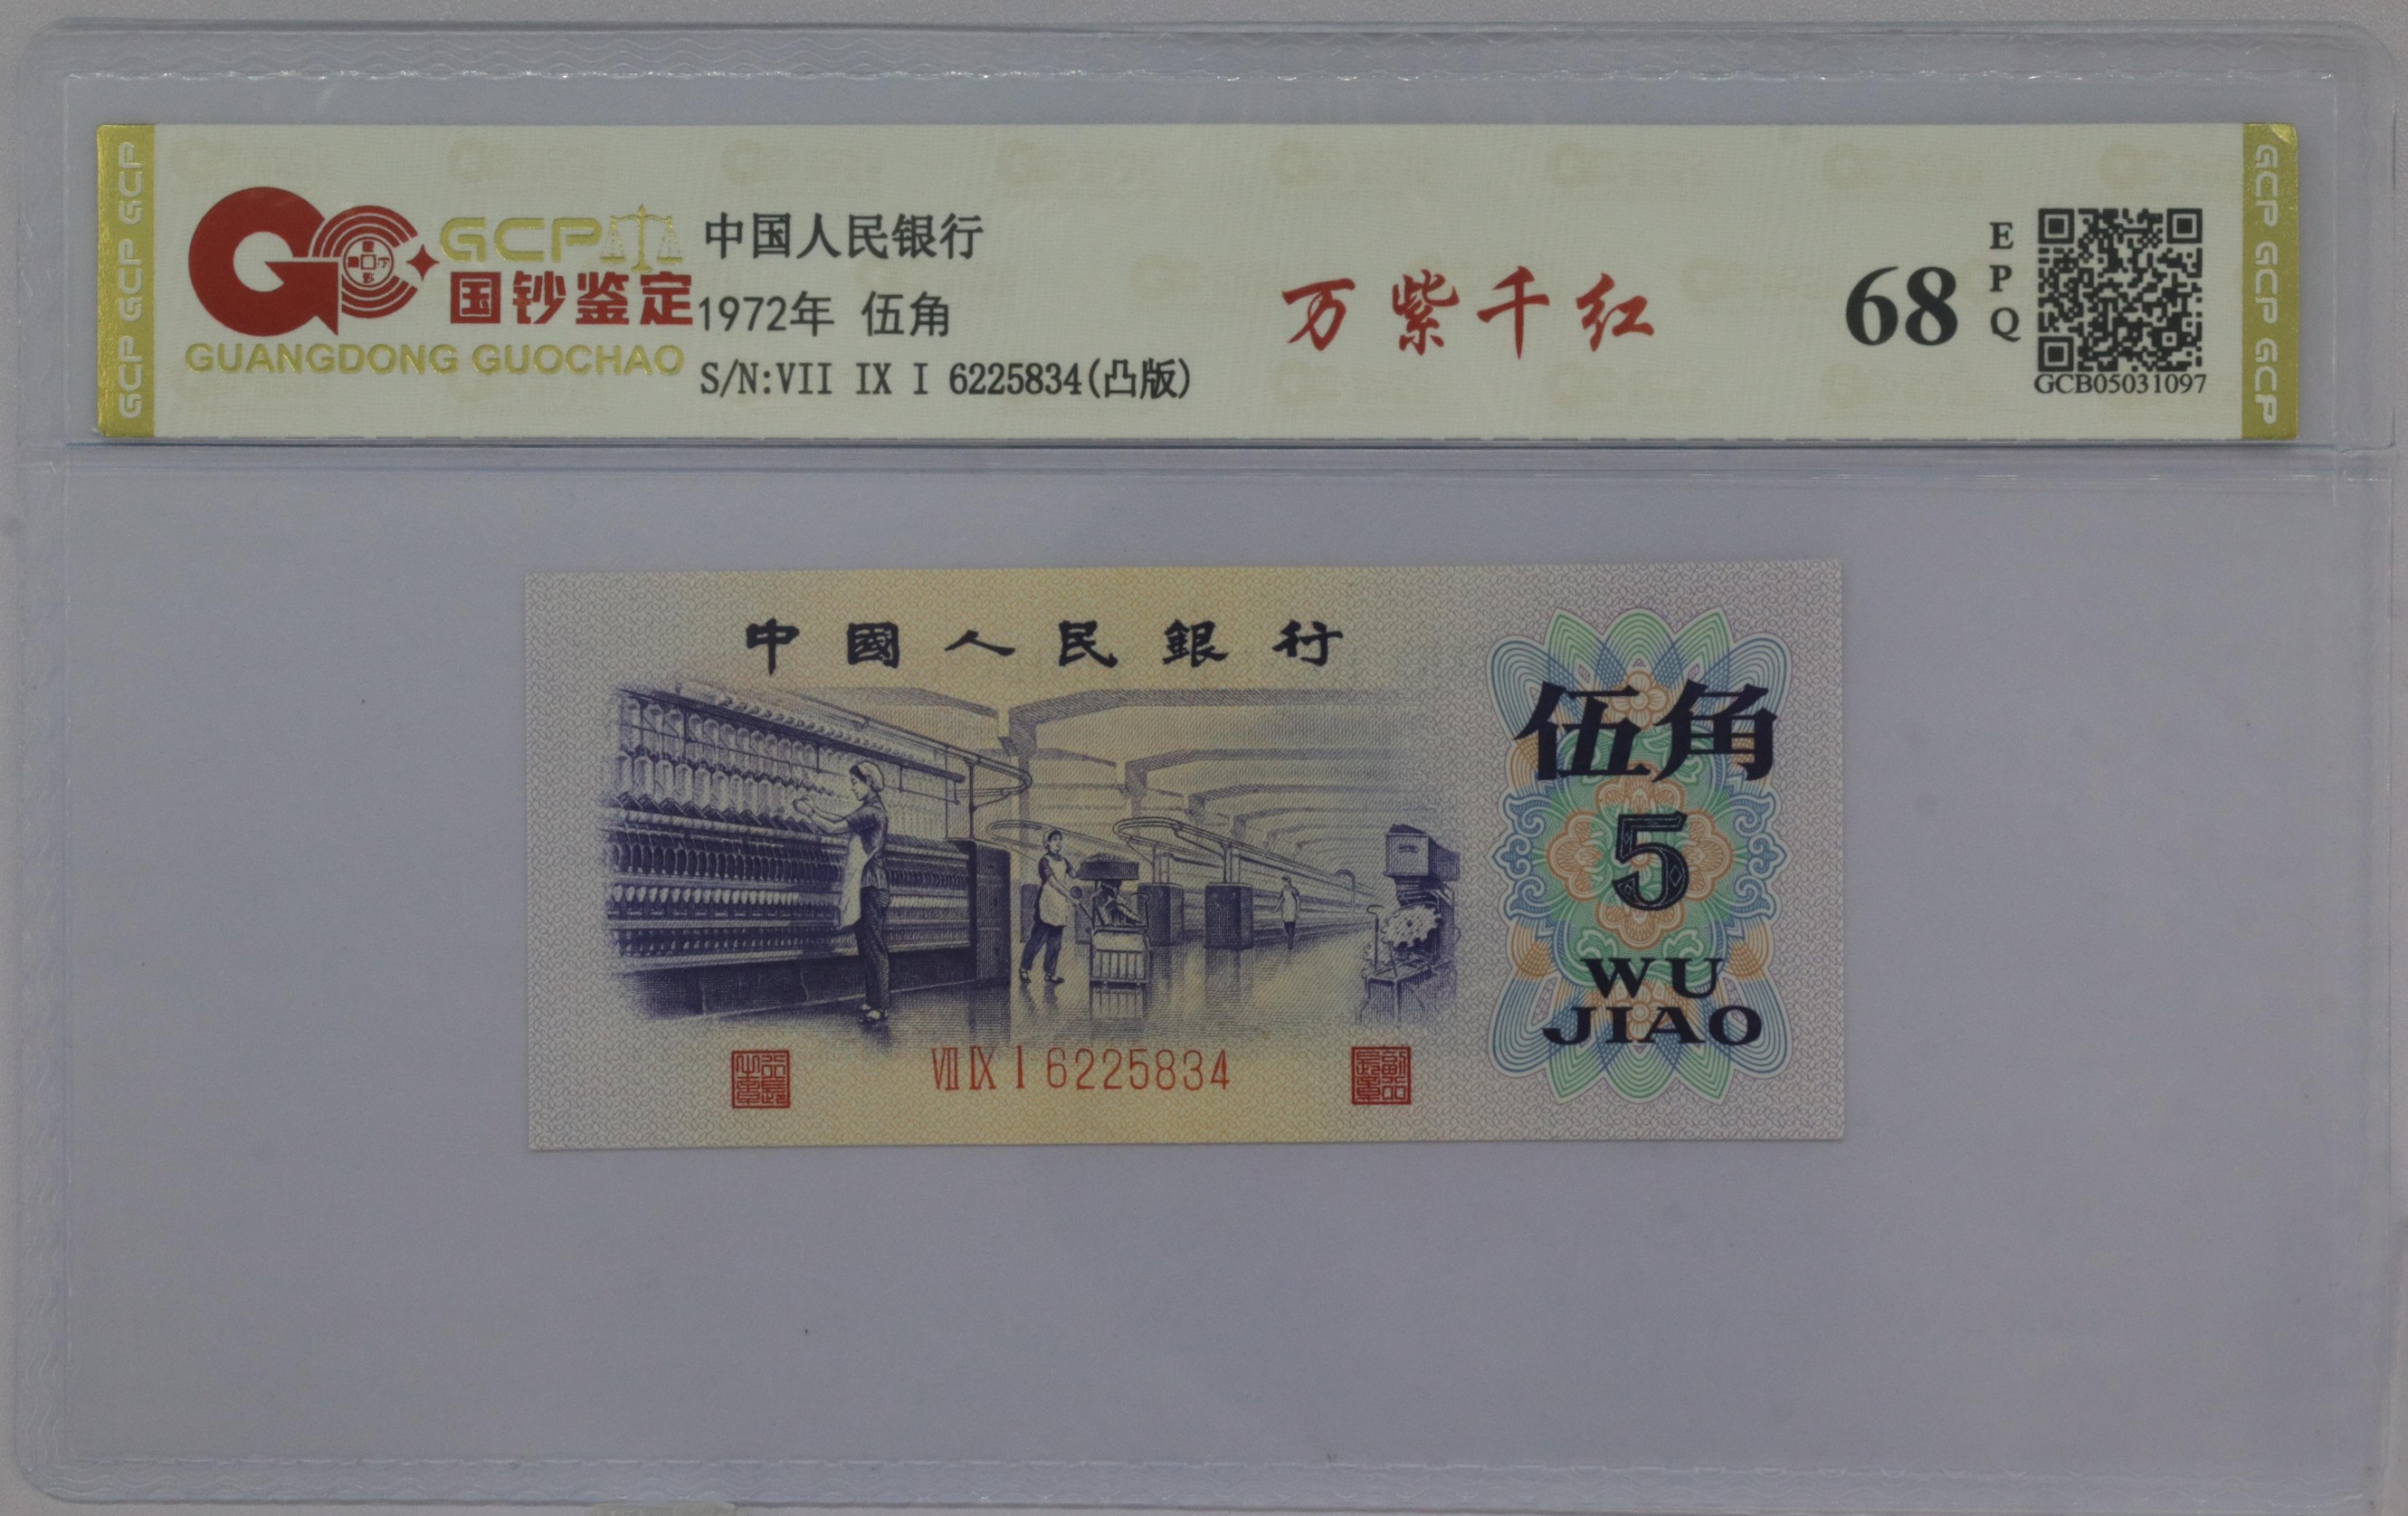 GCP GCP GCP
GCP
国钞鉴定
GUANGDONG GUOCHAO
中国人民银行
1972年 伍角
S/N:VII IX I 6225834(凸版)
万紫千红
68
EPQ
GCB05031097
GCP GCP GCP
中國人民銀行
伍角
5
WU
JIAO
VII IX I 6225834